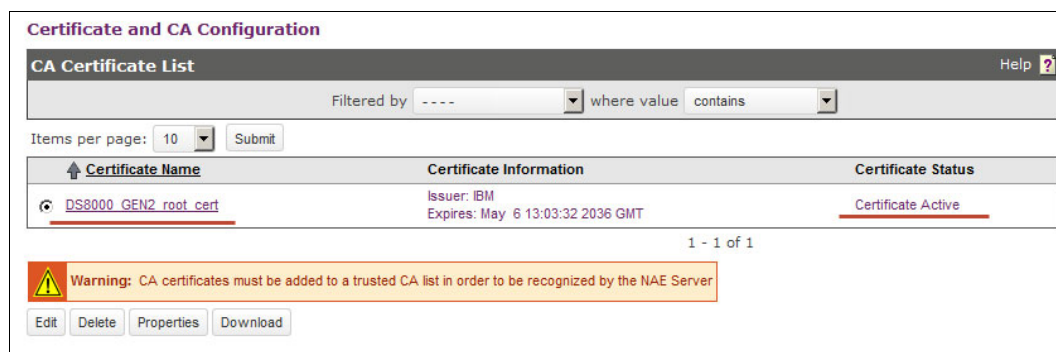 Certificate and CA Configuration
CA Certificate List Help ?
Filtered by ---- where value contains
Items per page: 10 Submit
Certificate Name Certificate Information Certificate Status
DS8000_GEN2_root_cert Issuer: IBM Certificate Active
Expires: May 6 13:03:32 2036 GMT
1 - 1 of 1
Warning: CA certificates must be added to a trusted CA list in order to be recognized by the NAE Server
Edit Delete Properties Download